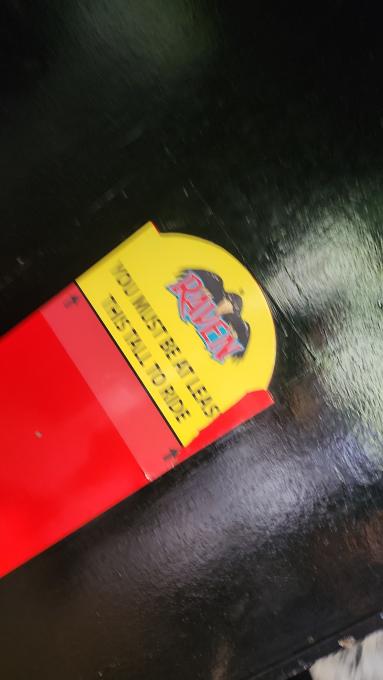 RAVEN
YOU MUST BE AT LEAS
THIS TALL TO RIDE